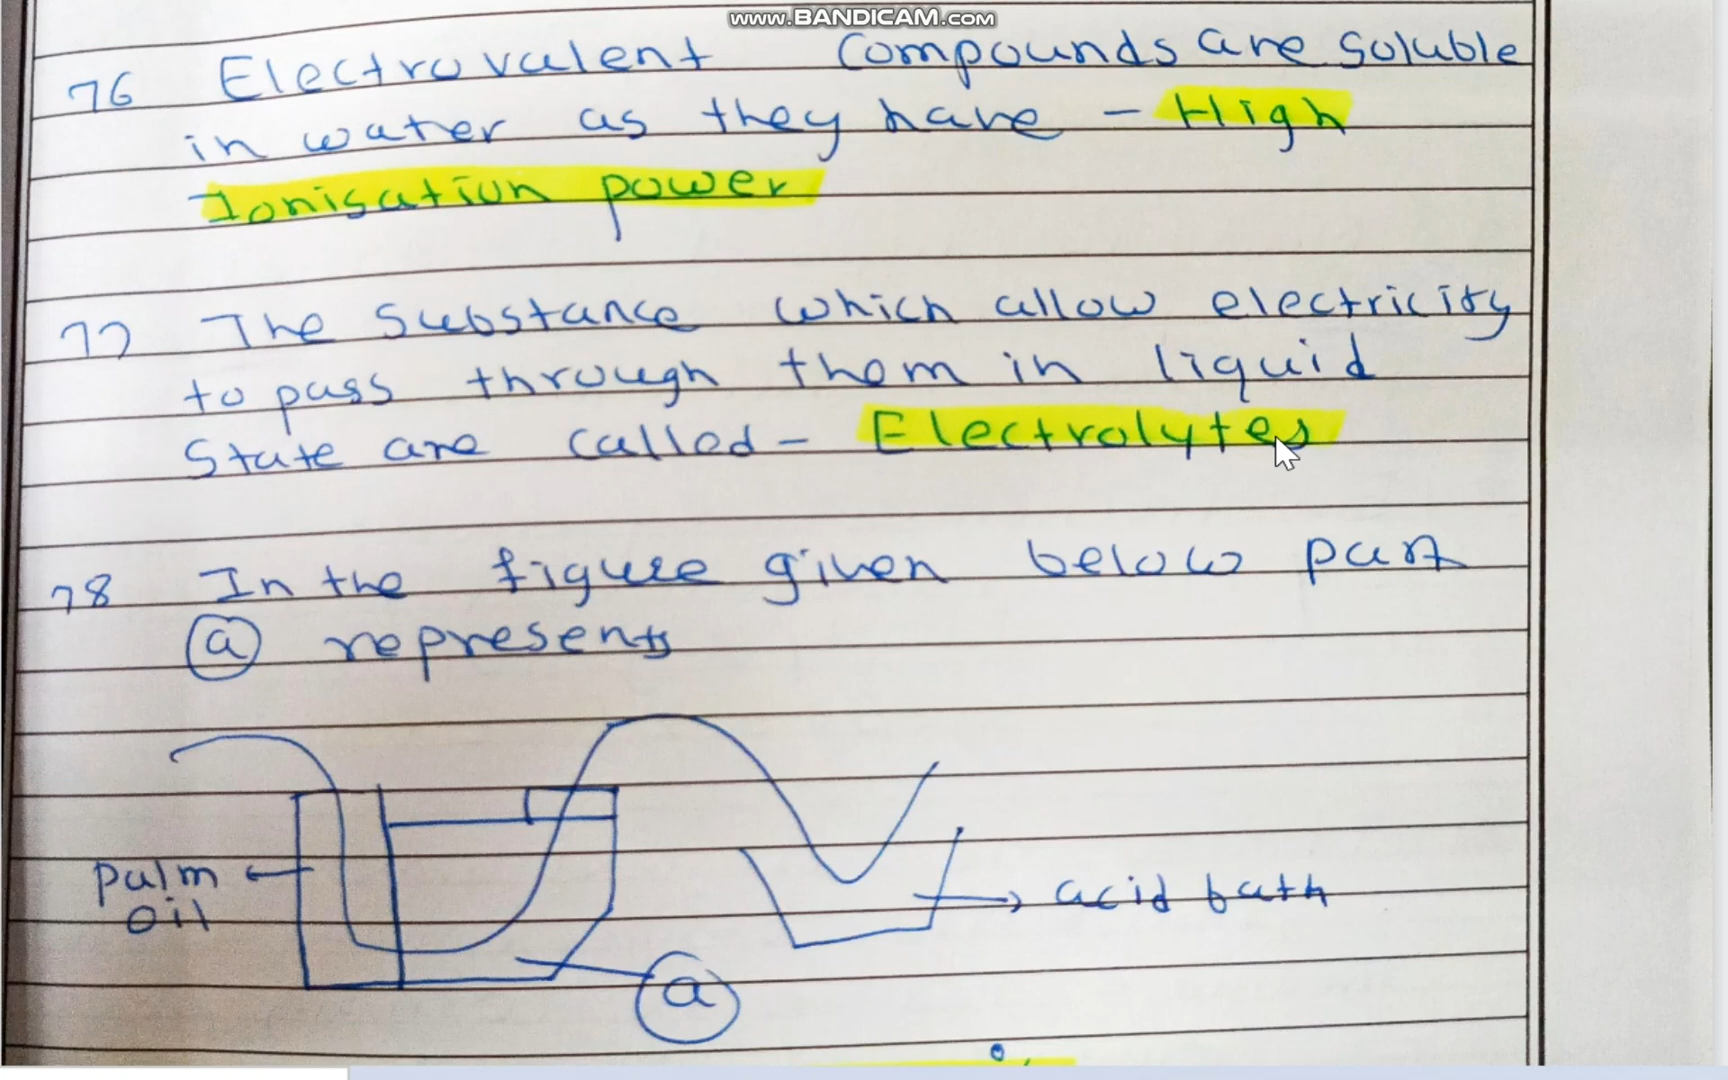 WWW.BANDICAM.COM
76 Electrovalent Compounds are soluble
in water as they have - High
Ionisation power
77 The substance which allow electricity
to pass through them in liquid
State are called - Electrolytes
78 In the figure given below part
a represents
palm
oil
acid bath
a